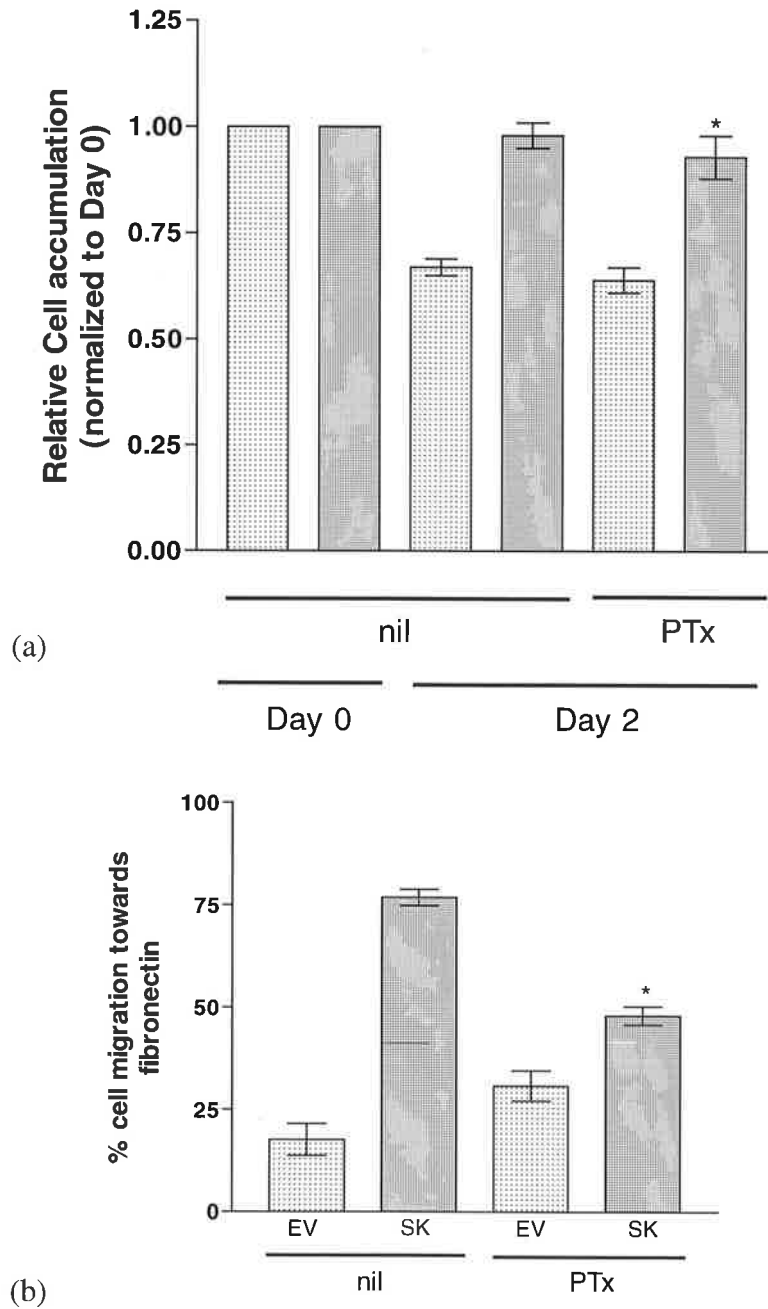 1.25
1.00
0.75
0.50
0.25
0.00
Relative Cell accumulation
(normalized to Day 0)
*
nil PTx
(a)
Day 0 Day 2
100
75
50
25
0
% cell migration towards
fibronectin
*
EV SK EV SK
nil PTx
(b)